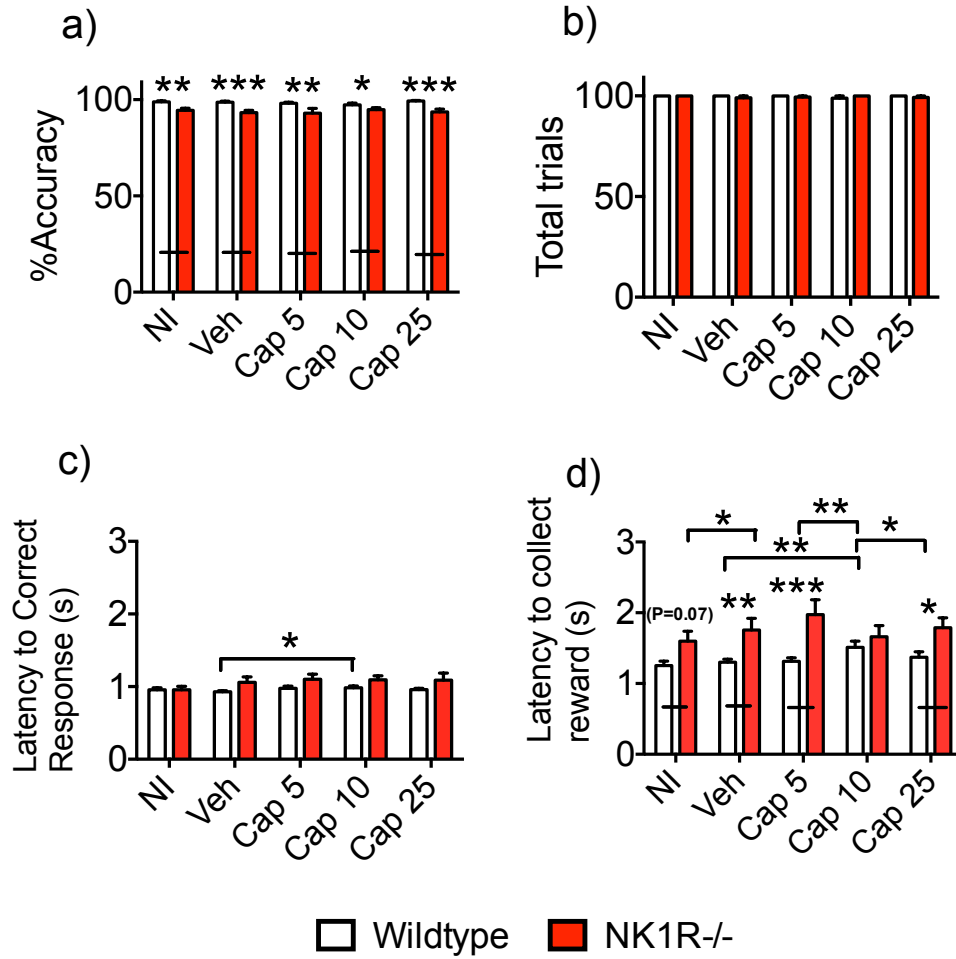 a)
%Accuracy
100
50
0
** *** ** * ***
NI Veh Cap 5 Cap 10 Cap 25
b)
Total trials
100
50
0
NI Veh Cap 5 Cap 10 Cap 25
c)
Latency to Correct
Response (s)
3
2
1
0
*
NI Veh Cap 5 Cap 10 Cap 25
d)
Latency to collect
reward (s)
3
2
1
0
**
* *
**
***
(P=0.07) ** *
NI Veh Cap 5 Cap 10 Cap 25
Wildtype NK1R-/-